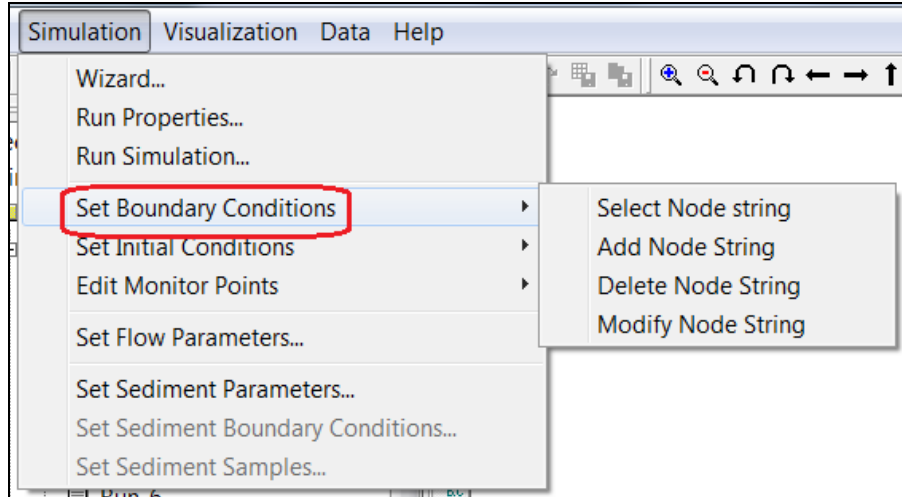 Simulation Visualization Data Help
Wizard...
Run Properties...
Run Simulation...
Set Boundary Conditions
Set Initial Conditions
Edit Monitor Points
Set Flow Parameters...
Set Sediment Parameters...
Set Sediment Boundary Conditions...
Set Sediment Samples...
Select Node string
Add Node String
Delete Node String
Modify Node String
Run 6